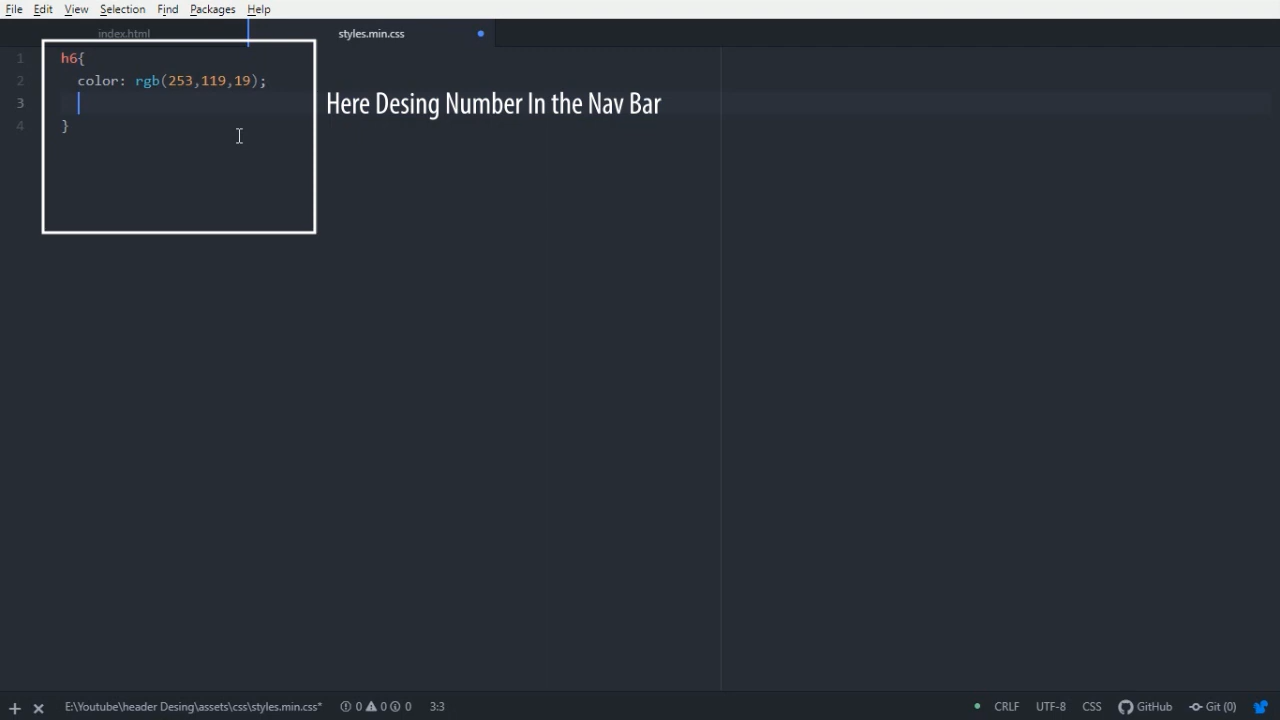 File Edit View Selection Find Packages Help
index.html styles.min.css
1 h6{
2 color: rgb(253,119,19);
3 Here Desing Number In the Nav Bar
4 }
E:\Youtube\header Desing\assets\css\styles.min.css* 0 0 0 3:3 CRLF UTF-8 CSS GitHub Git (0)